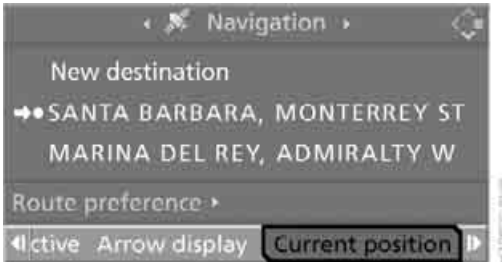 Navigation
New destination
SANTA BARBARA, MONTERREY ST
MARINA DEL REY, ADMIRALTY W
Route preference
ctive Arrow display Current position